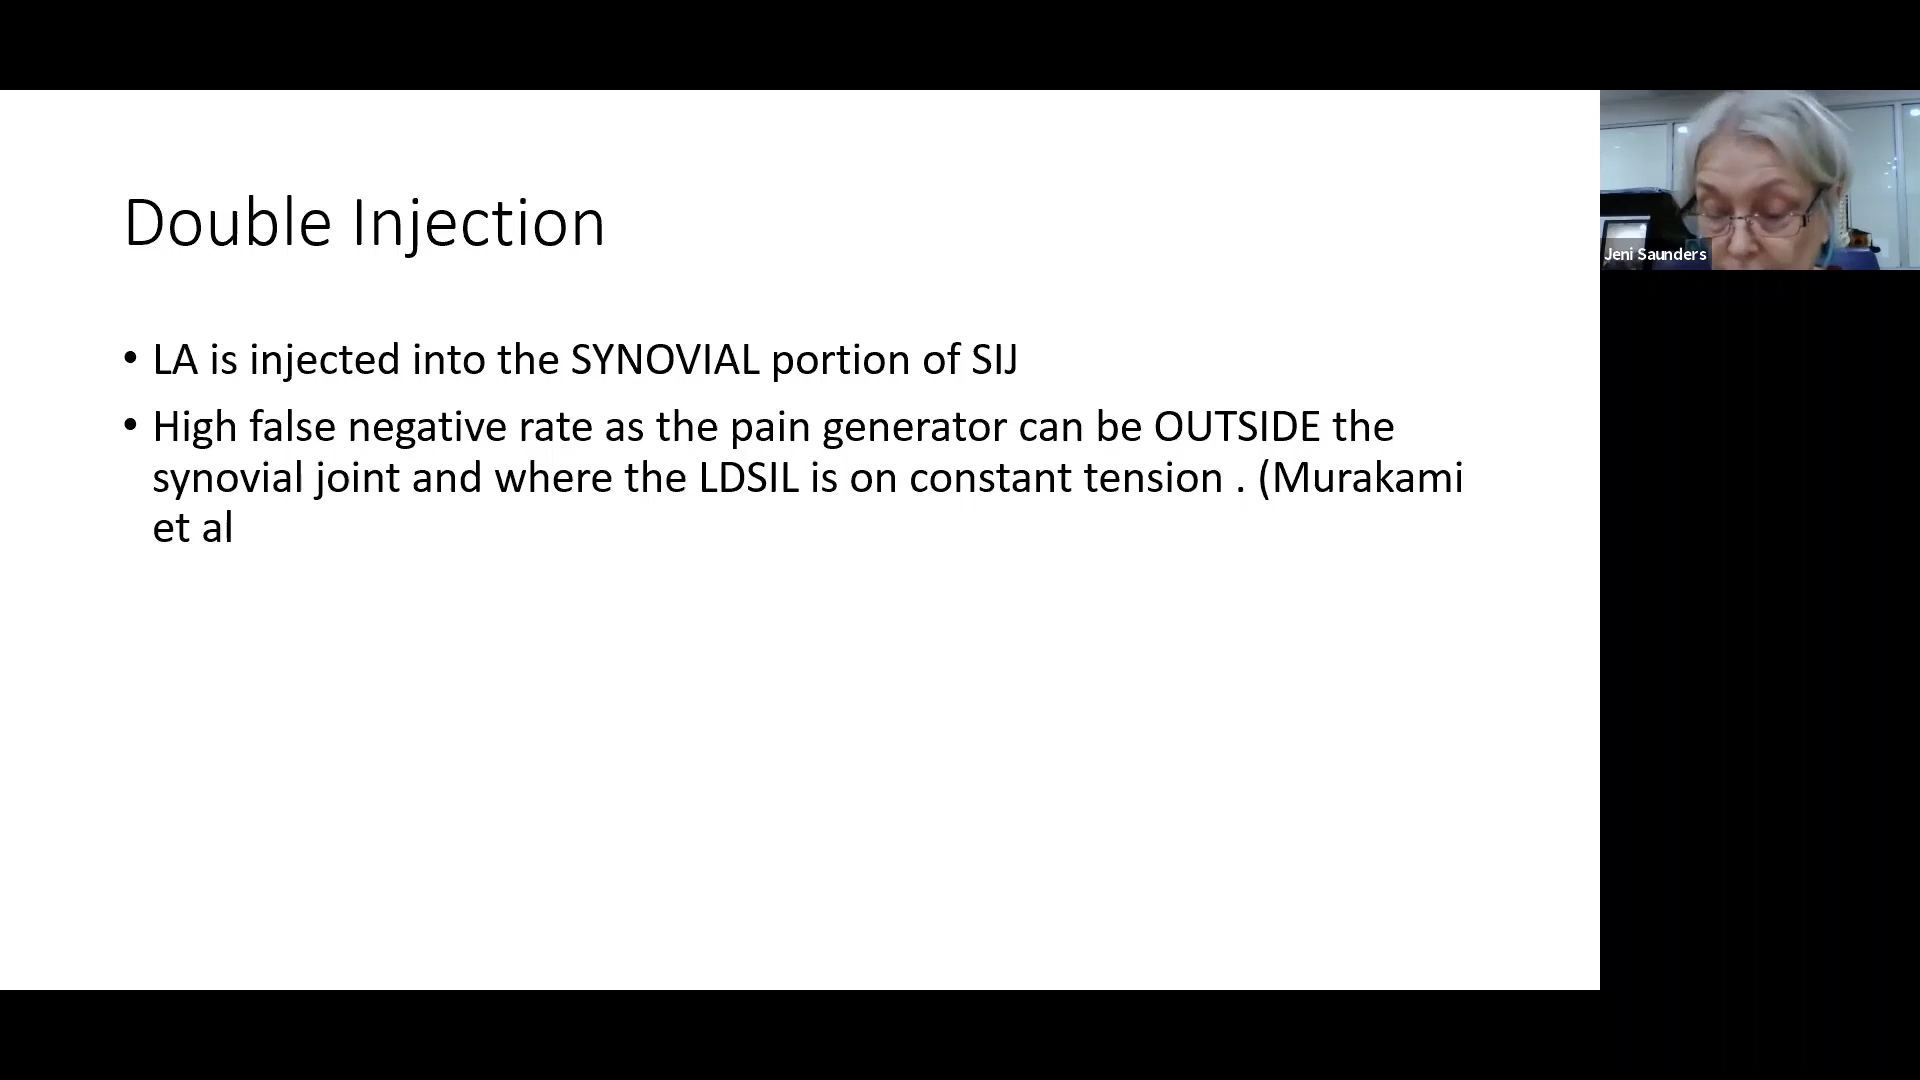 Double Injection
Jeni Saunders
• LA is injected into the SYNOVIAL portion of SIJ
• High false negative rate as the pain generator can be OUTSIDE the
synovial joint and where the LDSIL is on constant tension . (Murakami
et al